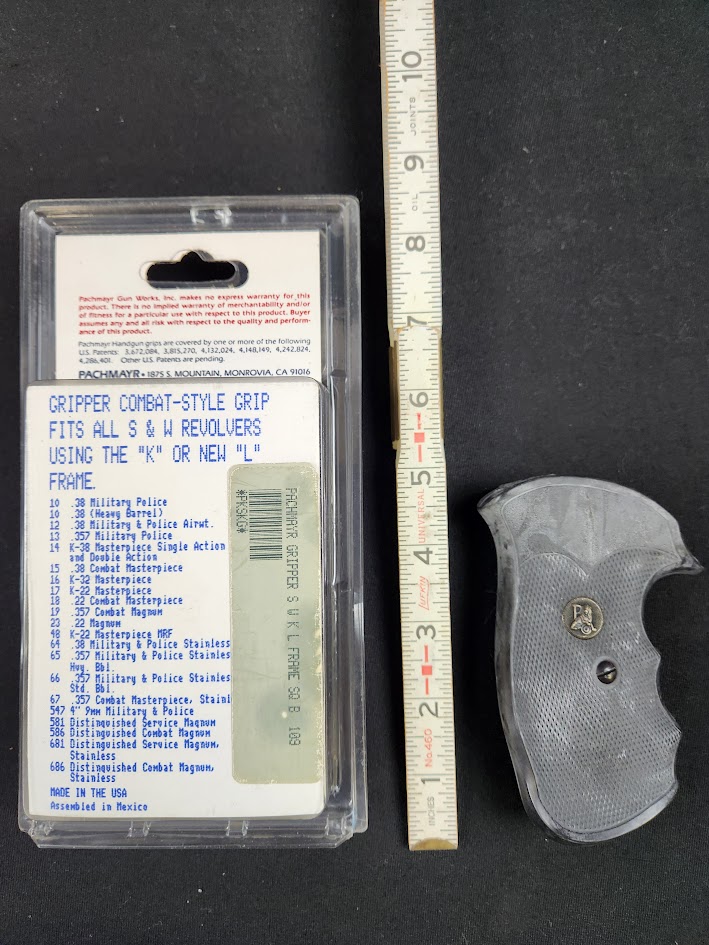 Pachmayr Gun Works, Inc. makes no express warranty for this
product. There is no implied warranty of merchantability and/or
of fitness for a particular use with respect to this product. Buyer
assumes any and all risk with respect to the quality and perform-
ance of this product.
Pachmayr Handgun grips are covered by one or more of the following
U.S. Patents: 3,672,084, 3,815,270, 4,132,024, 4,148,149, 4,242,824,
4,286,401. Other U.S. Patents are pending.
PACHMAYR • 1875 S. MOUNTAIN, MONROVIA, CA 91016
GRIPPER COMBAT-STYLE GRIP
FITS ALL S & W REVOLVERS
USING THE "K" OR NEW "L"
FRAME.
10 .38 Military Police
10 .38 (Heavy Barrel)
12 .38 Military & Police Airwt.
13 .357 Military Police
14 K-38 Masterpiece Single Action
and Double Action
15 .38 Combat Masterpiece
16 K-32 Masterpiece
17 K-22 Masterpiece
18 .22 Combat Masterpiece
19 .357 Combat Magnum
23 .22 Magnum
48 K-22 Masterpiece MRF
64 .38 Military & Police Stainless
65 .357 Military & Police Stainles
Hvy. Bbl.
66 .357 Military & Police Stainles
Std. Bbl.
67 .357 Combat Masterpiece, Stainl
547 4" 9mm Military & Police
581 Distinguished Service Magnum
586 Distinguished Combat Magnum
681 Distinguished Service Magnum,
Stainless
686 Distinguished Combat Magnum,
Stainless
MADE IN THE USA
Assembled in Mexico
PACHMAYR GRIPPER S W K L FRAME SQ B 109
*PKSKG*
10
JOINTS
9
OIL
8
7
6
5
UNIVERSAL
4
LUFKIN
3
2
No.460
1
INCHES
P